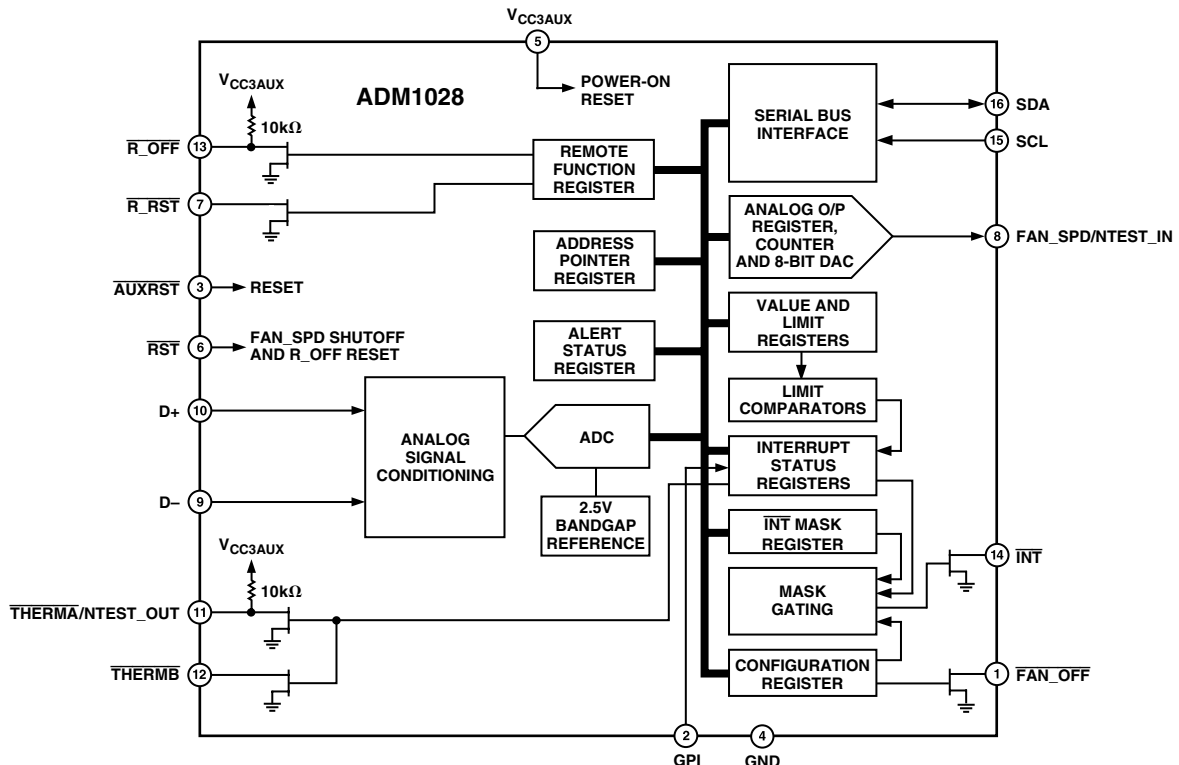 VCC3AUX
5
ADM1028
POWER-ON
RESET
VCC3AUX
10kΩ
R_OFF
13
R_RST
7
REMOTE
FUNCTION
REGISTER
SERIAL BUS
INTERFACE
16
SDA
15
SCL
ANALOG O/P
REGISTER,
COUNTER
AND 8-BIT DAC
8
FAN_SPD/NTEST_IN
ADDRESS
POINTER
REGISTER
AUXRST
3
RESET
RST
6
FAN_SPD SHUTOFF
AND R_OFF RESET
ALERT
STATUS
REGISTER
VALUE AND
LIMIT
REGISTERS
LIMIT
COMPARATORS
D+
10
D–
9
ANALOG
SIGNAL
CONDITIONING
ADC
2.5V
BANDGAP
REFERENCE
INTERRUPT
STATUS
REGISTERS
INT MASK
REGISTER
MASK
GATING
14
INT
VCC3AUX
10kΩ
THERMA/NTEST_OUT
11
THERMB
12
CONFIGURATION
REGISTER
1
FAN_OFF
2
GPI
4
GND